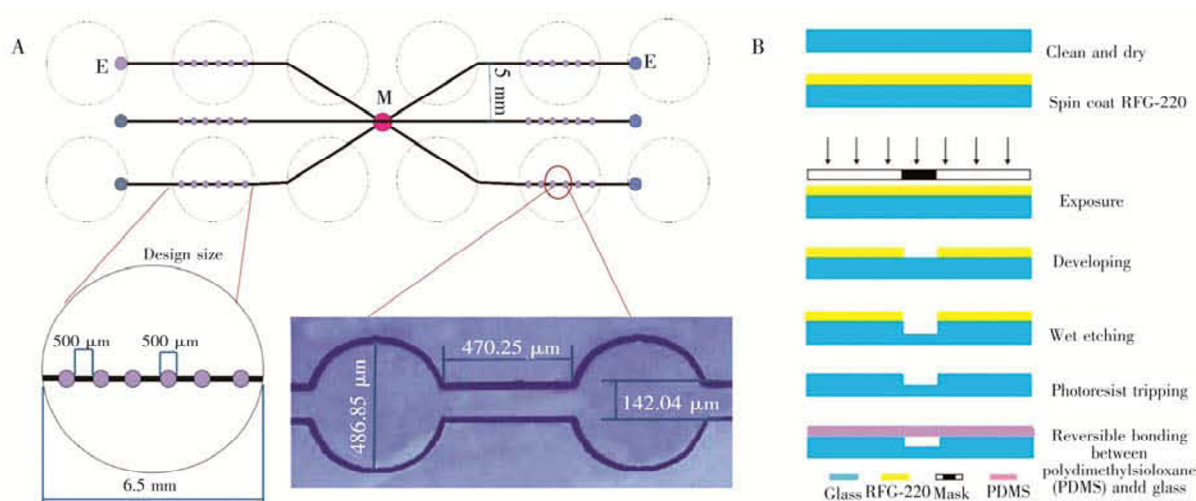 A
E
E
M
5 mm
Design size
500 μm
500 μm
6.5 mm
470.25 μm
486.85 μm
142.04 μm
B
Clean and dry
Spin coat RFG-220
Exposure
Developing
Wet etching
Photoresist tripping
Reversible bonding
between
polydimethylsioloxane
(PDMS) andd glass
Glass RFG-220 Mask PDMS